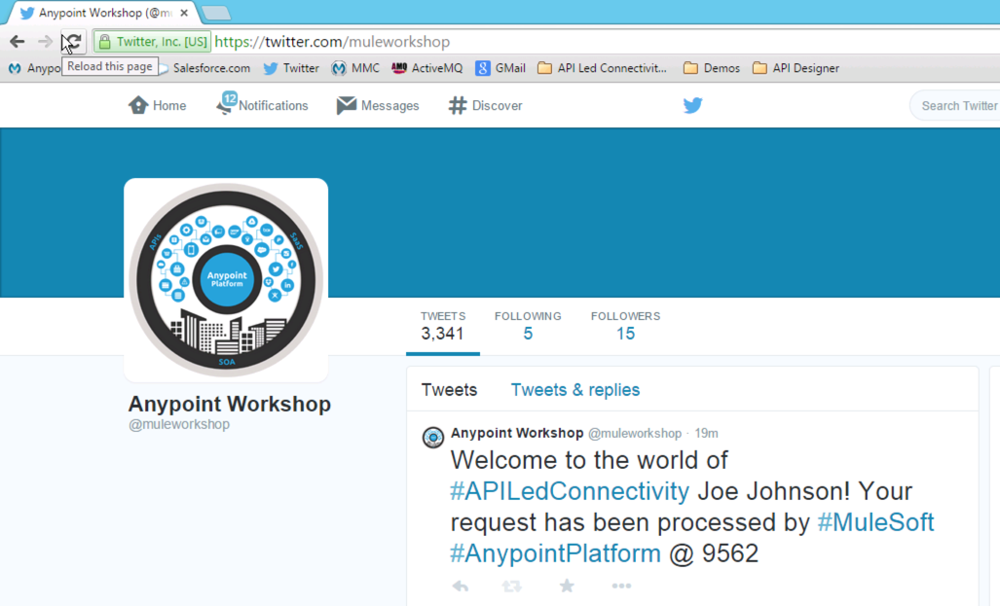 Anypoint Workshop (@m
Twitter, Inc. [US] https://twitter.com/muleworkshop
Anypo Salesforce.com Twitter MMC ActiveMQ GMail API Led Connectivit... Demos API Designer
Reload this page
Home 12 Notifications Messages Discover Search Twitter
APIs
SaaS
Anypoint
Platform
SOA
TWEETS FOLLOWING FOLLOWERS
3,341 5 15
Anypoint Workshop
@muleworkshop
Tweets Tweets & replies
Anypoint Workshop @muleworkshop · 19m
Welcome to the world of
#APILedConnectivity Joe Johnson! Your
request has been processed by #MuleSoft
#AnypointPlatform @ 9562